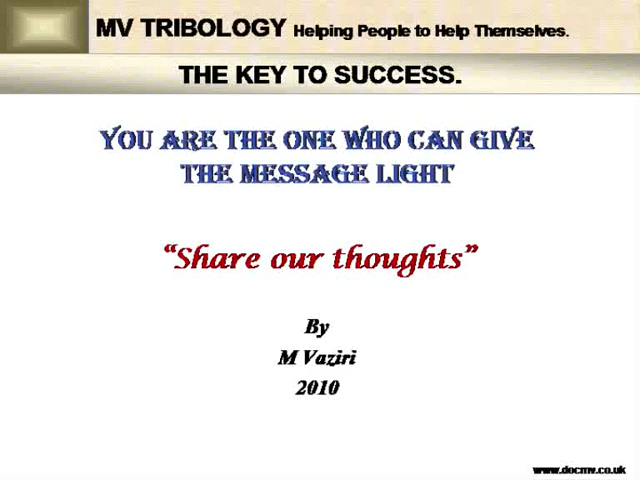 MV TRIBOLOGY Helping People to Help Themselves.
THE KEY TO SUCCESS.
YOU ARE THE ONE WHO CAN GIVE
THE MESSAGE LIGHT
“Share our thoughts”
By
M Vaziri
2010
www.docmv.co.uk